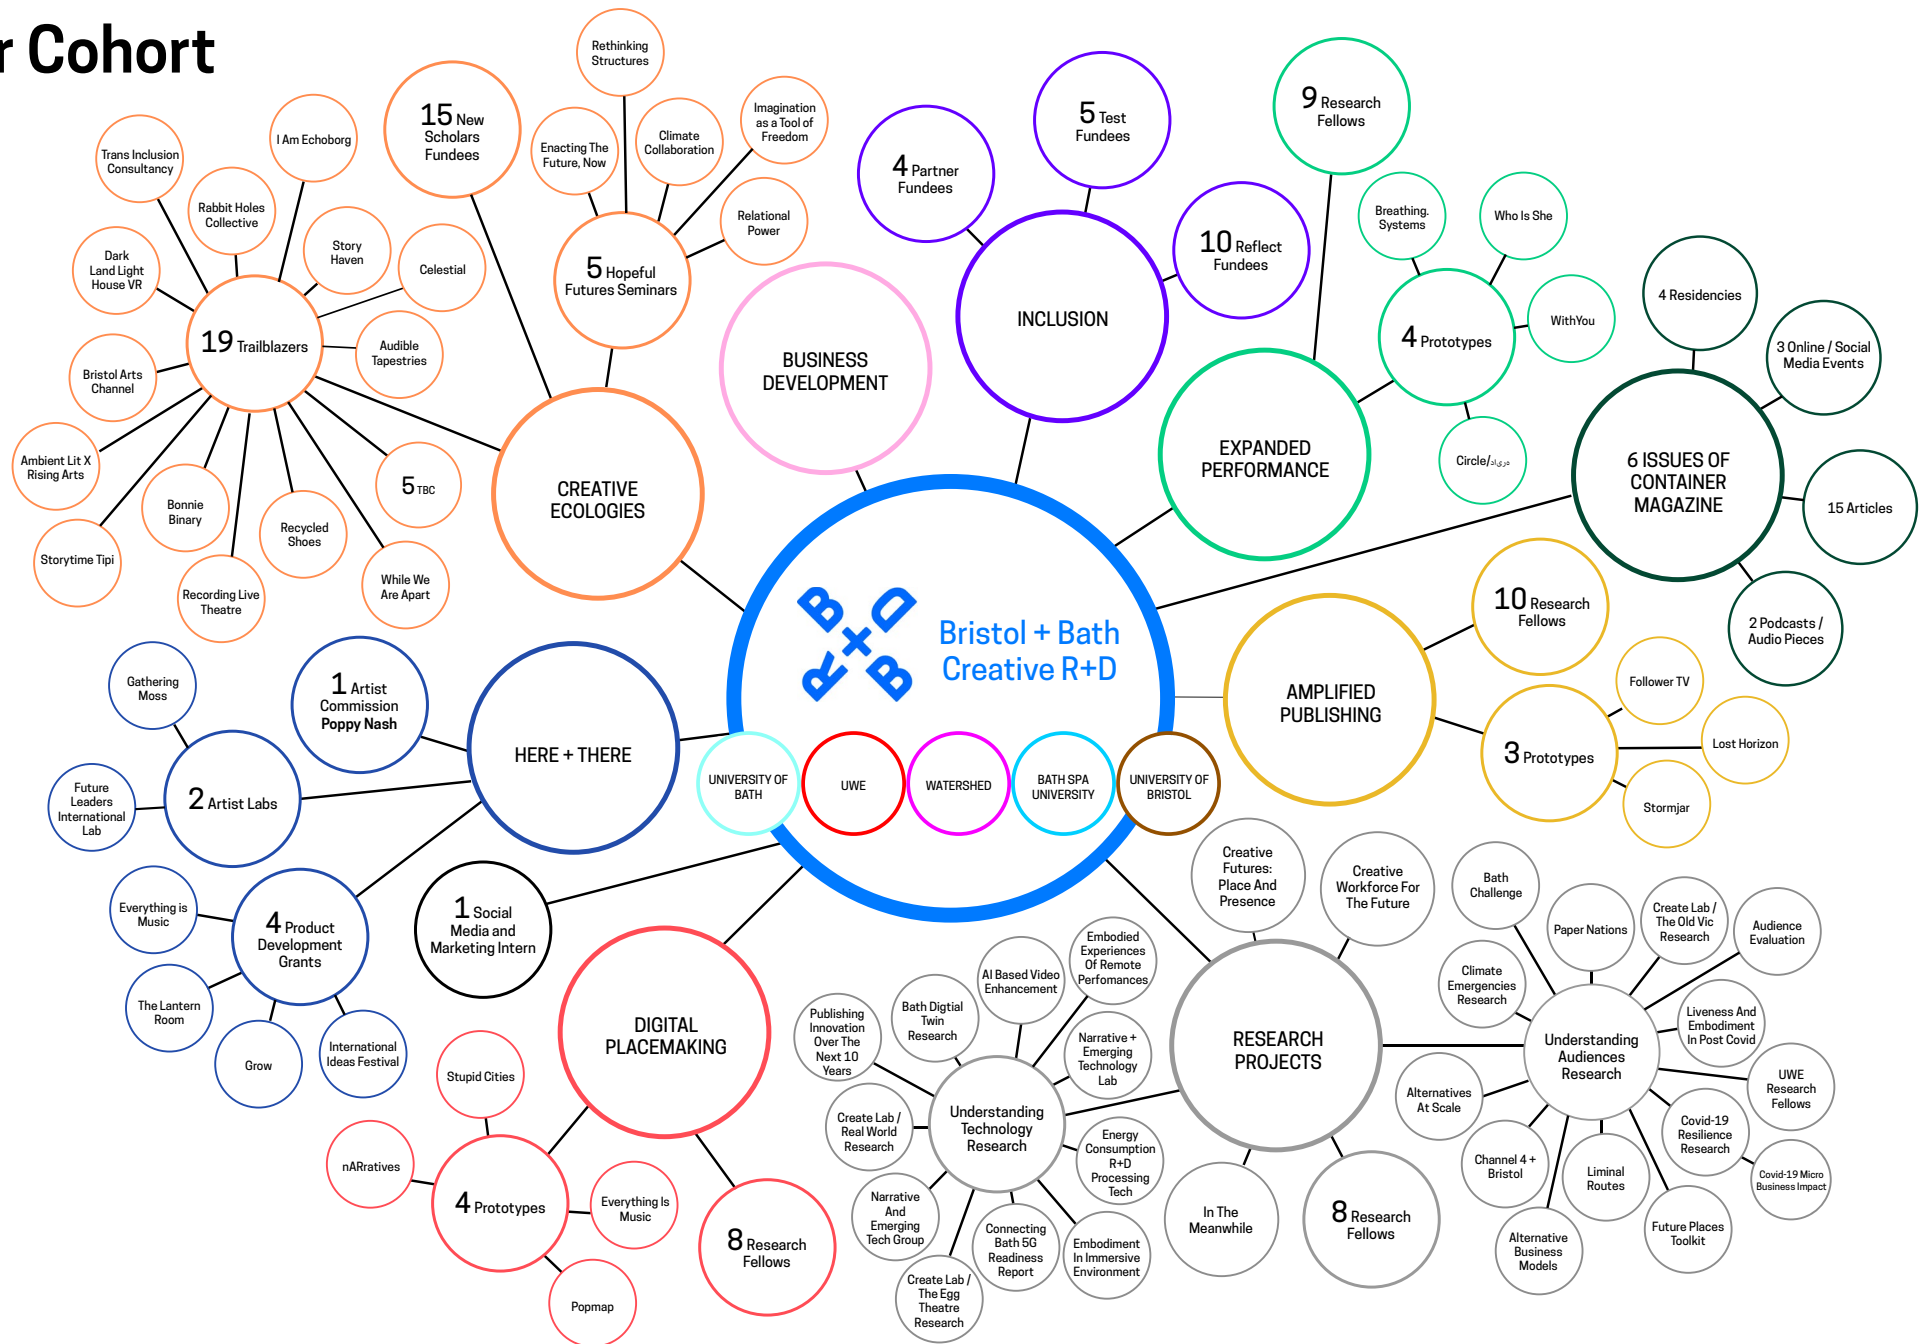 r Cohort
Trans Inclusion
Consultancy
I Am Echoborg
Rabbit Holes
Collective
Story
Haven
Celestial
Dark
Land Light
House VR
19 Trailblazers
Audible
Tapestries
Bristol Arts
Channel
Ambient Lit X
Rising Arts
Storytime Tipi
Bonnie
Binary
Recording Live
Theatre
Recycled
Shoes
While We
Are Apart
5 TBC
15 New
Scholars
Fundees
Rethinking
Structures
Enacting The
Future, Now
Climate
Collaboration
Imagination
as a Tool of
Freedom
Relational
Power
5 Hopeful
Futures Seminars
CREATIVE
ECOLOGIES
BUSINESS
DEVELOPMENT
4 Partner
Fundees
5 Test
Fundees
10 Reflect
Fundees
INCLUSION
9 Research
Fellows
Breathing.
Systems
Who Is She
WithYou
4 Prototypes
Circle/دریاد
EXPANDED
PERFORMANCE
4 Residencies
3 Online / Social
Media Events
15 Articles
2 Podcasts /
Audio Pieces
6 ISSUES OF
CONTAINER
MAGAZINE
B D
R+B
Bristol + Bath
Creative R+D
UNIVERSITY OF
BATH
UWE
WATERSHED
BATH SPA
UNIVERSITY
UNIVERSITY OF
BRISTOL
10 Research
Fellows
Follower TV
Lost Horizon
Stormjar
3 Prototypes
AMPLIFIED
PUBLISHING
Gathering
Moss
1 Artist
Commission
Poppy Nash
HERE + THERE
Future
Leaders
International
Lab
2 Artist Labs
Everything is
Music
4 Product
Development
Grants
The Lantern
Room
Grow
International
Ideas Festival
1 Social
Media and
Marketing Intern
DIGITAL
PLACEMAKING
Stupid Cities
nARratives
4 Prototypes
Everything Is
Music
Popmap
8 Research
Fellows
Creative
Futures:
Place And
Presence
Creative
Workforce For
The Future
RESEARCH
PROJECTS
In The
Meanwhile
8 Research
Fellows
Publishing
Innovation
Over The
Next 10
Years
Bath Digtial
Twin
Research
AI Based Video
Enhancement
Embodied
Experiences
Of Remote
Perfomances
Narrative +
Emerging
Technology
Lab
Understanding
Technology
Research
Create Lab /
Real World
Research
Energy
Consumption
R+D
Processing
Tech
Narrative
And
Emerging
Tech Group
Create Lab /
The Egg
Theatre
Research
Connecting
Bath 5G
Readiness
Report
Embodiment
In Immersive
Environment
Bath
Challenge
Paper Nations
Create Lab /
The Old Vic
Research
Audience
Evaluation
Climate
Emergencies
Research
Liveness And
Embodiment
In Post Covid
Understanding
Audiences
Research
UWE
Research
Fellows
Alternatives
At Scale
Covid-19
Resilience
Research
Covid-19 Micro
Business Impact
Channel 4 +
Bristol
Liminal
Routes
Future Places
Toolkit
Alternative
Business
Models